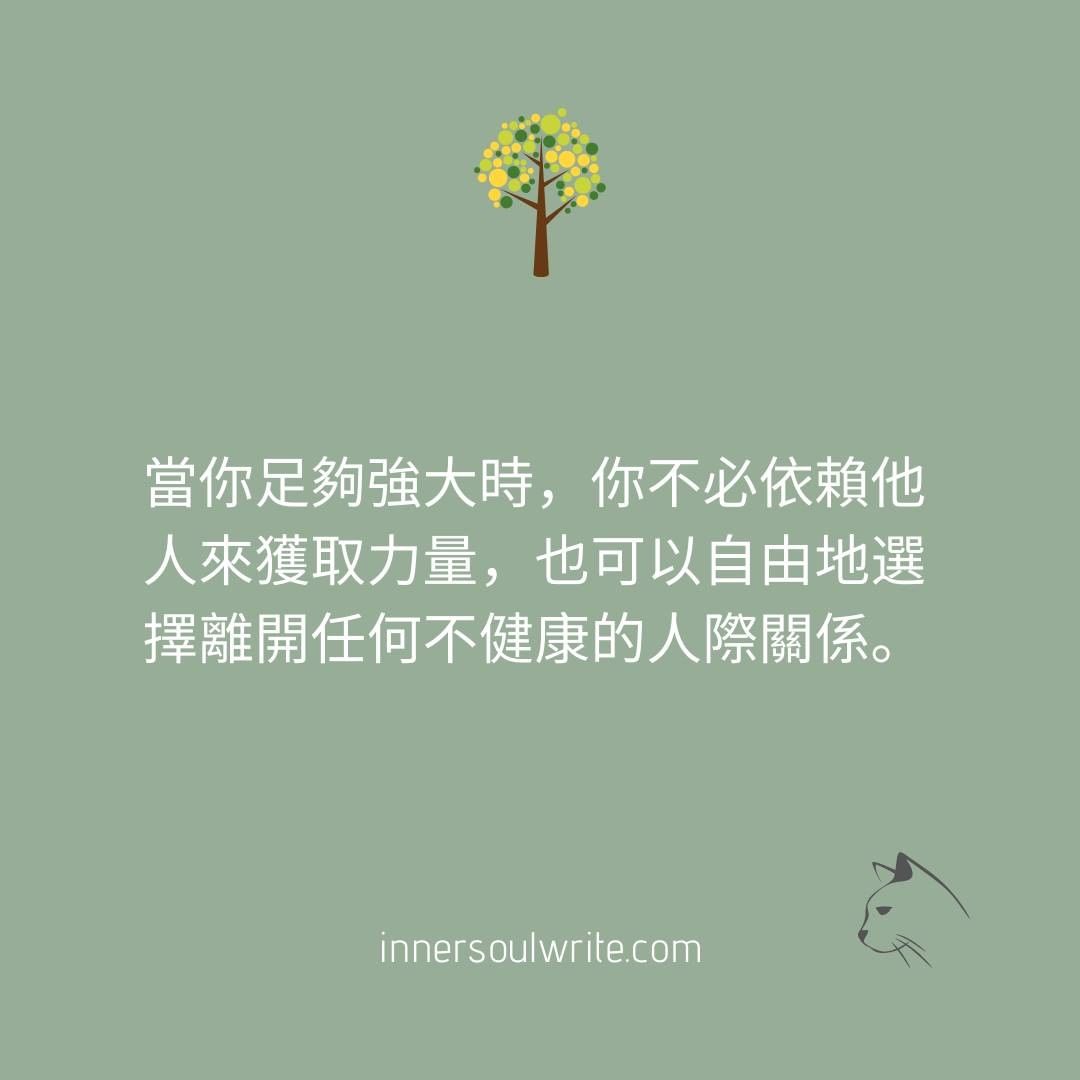 當你足夠強大時，你不必依賴他
人來獲取力量，也可以自由地選
擇離開任何不健康的人際關係。
innersoulwrite.com